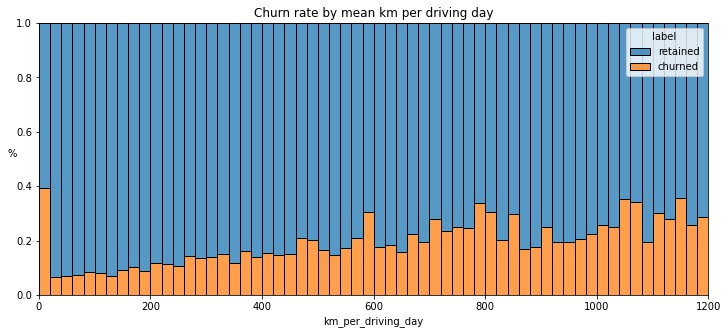 Churn rate by mean km per driving day
label
retained
churned
1.0
0.8
0.6
%
0.4
0.2
0.0
0 200 400 600 800 1000 1200
km_per_driving_day